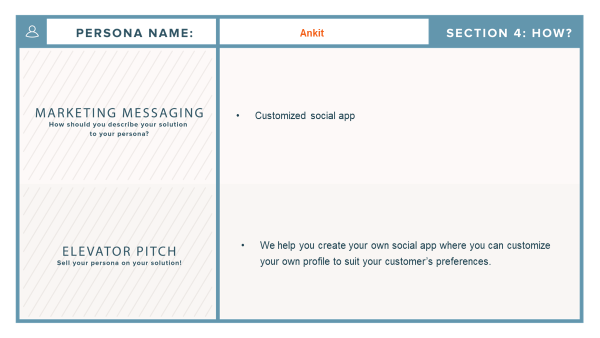 PERSONA NAME:
Ankit
SECTION 4: HOW?
MARKETING MESSAGING
How should you describe your solution
to your persona?
• Customized social app
ELEVATOR PITCH
Sell your persona on your solution!
• We help you create your own social app where you can customize
your own profile to suit your customer's preferences.